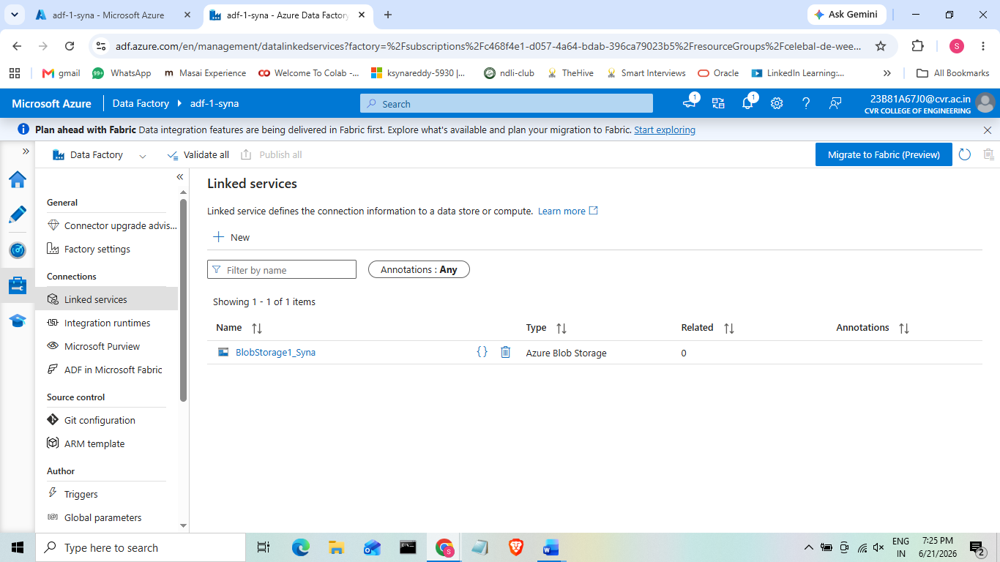 adf-1-syna - Microsoft Azure
adf-1-syna - Azure Data Factory
Ask Gemini
adf.azure.com/en/management/datalinkedservices?factory=%2Fsubscriptions%2Fc468f4e1-d057-4a64-bdab-396ca79023b5%2FresourceGroups%2Fcelebal-de-wee...
S
gmail
99+ WhatsApp
m Masai Experience
Welcome To Colab -...
ksynareddy-5930 |...
ndli-club
TheHive
Smart Interviews
Oracle
LinkedIn Learning:...
All Bookmarks
Microsoft Azure
Data Factory
adf-1-syna
Search
1
1
23B81A67J0@cvr.ac.in
CVR COLLEGE OF ENGINEERING
Plan ahead with Fabric Data integration features are being delivered in Fabric first. Explore what's available and plan your migration to Fabric. Start exploring
Data Factory
Validate all
Publish all
Migrate to Fabric (Preview)
General
Connector upgrade advis...
Factory settings
Connections
Linked services
Integration runtimes
Microsoft Purview
ADF in Microsoft Fabric
Source control
Git configuration
ARM template
Author
Triggers
Global parameters
Linked services
Linked service defines the connection information to a data store or compute. Learn more
New
Filter by name
Annotations : Any
Showing 1 - 1 of 1 items
Name Type Related Annotations
BlobStorage1_Syna {} Azure Blob Storage 0
Type here to search
S
ENG
IN
7:25 PM
6/21/2026
2